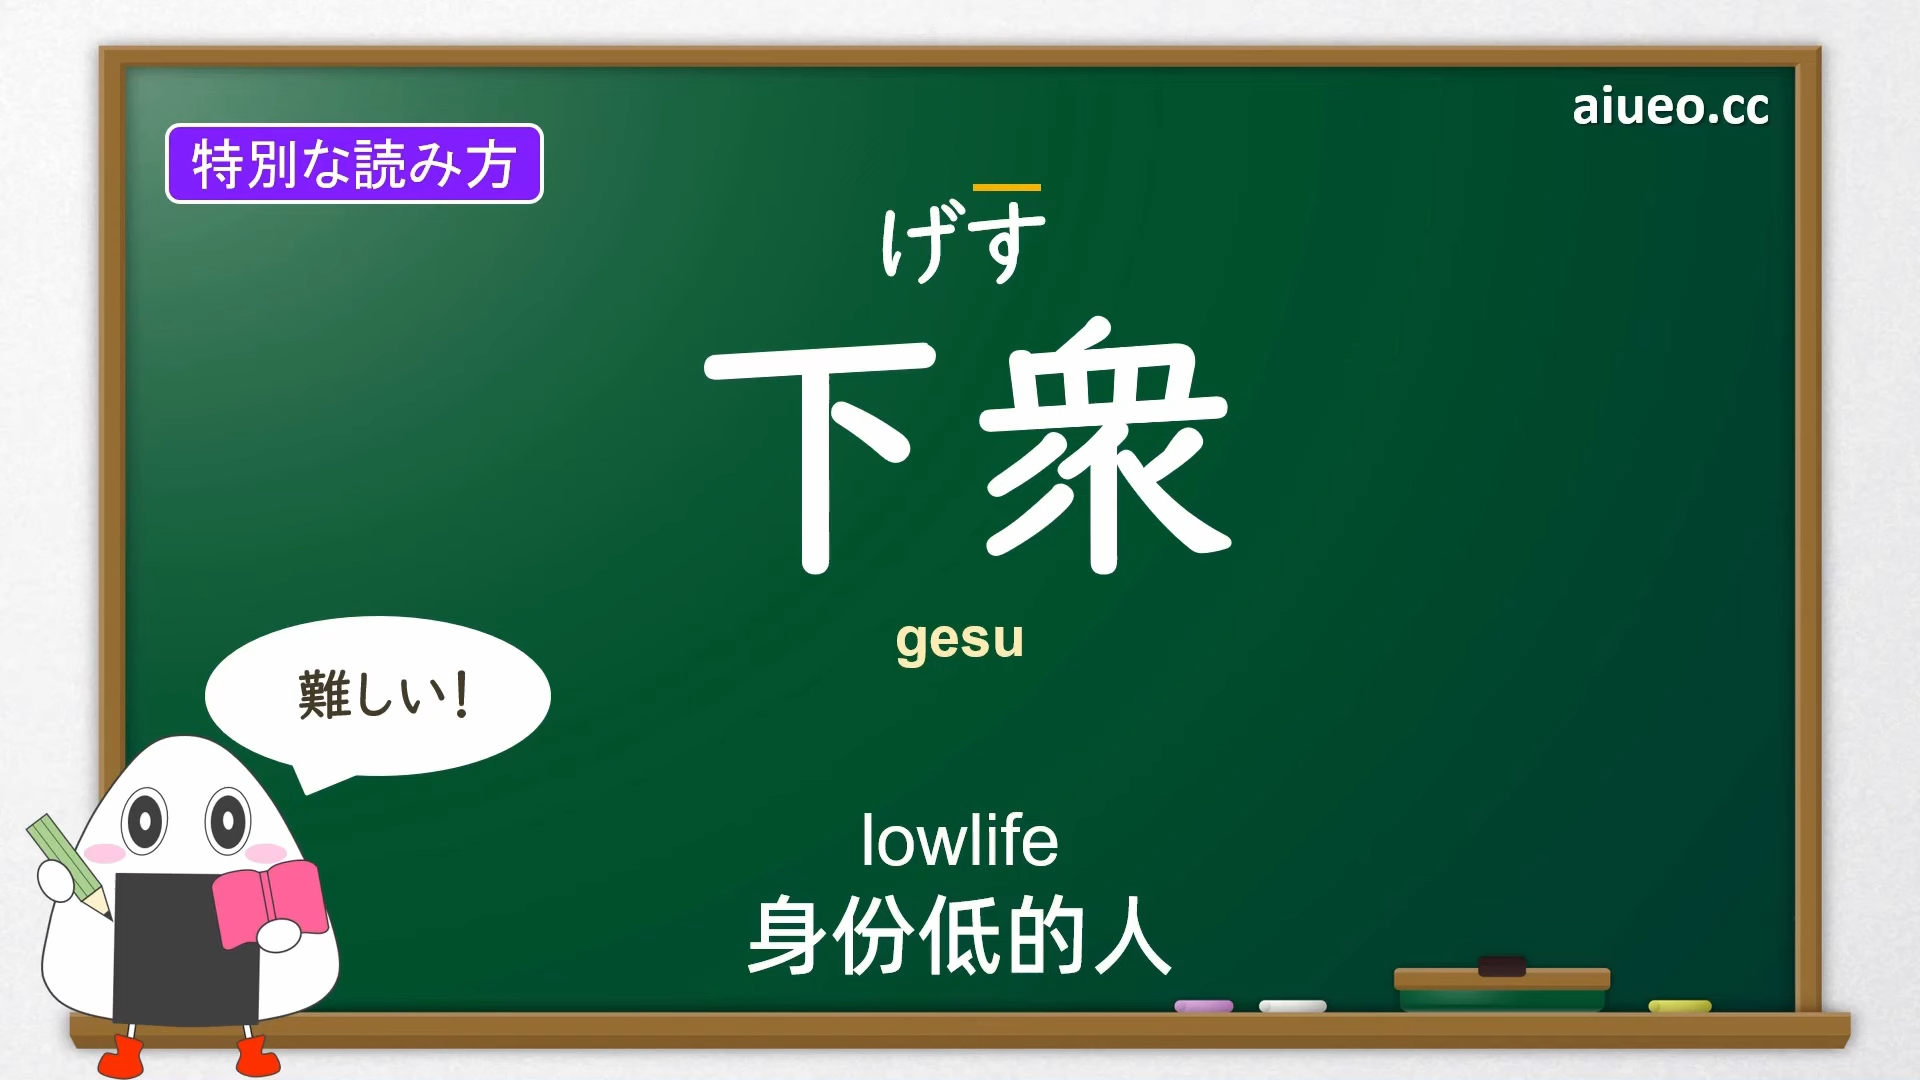 aiueo.cc
特別な読み方
げす
下衆
gesu
難しい!
lowlife
身份低的人